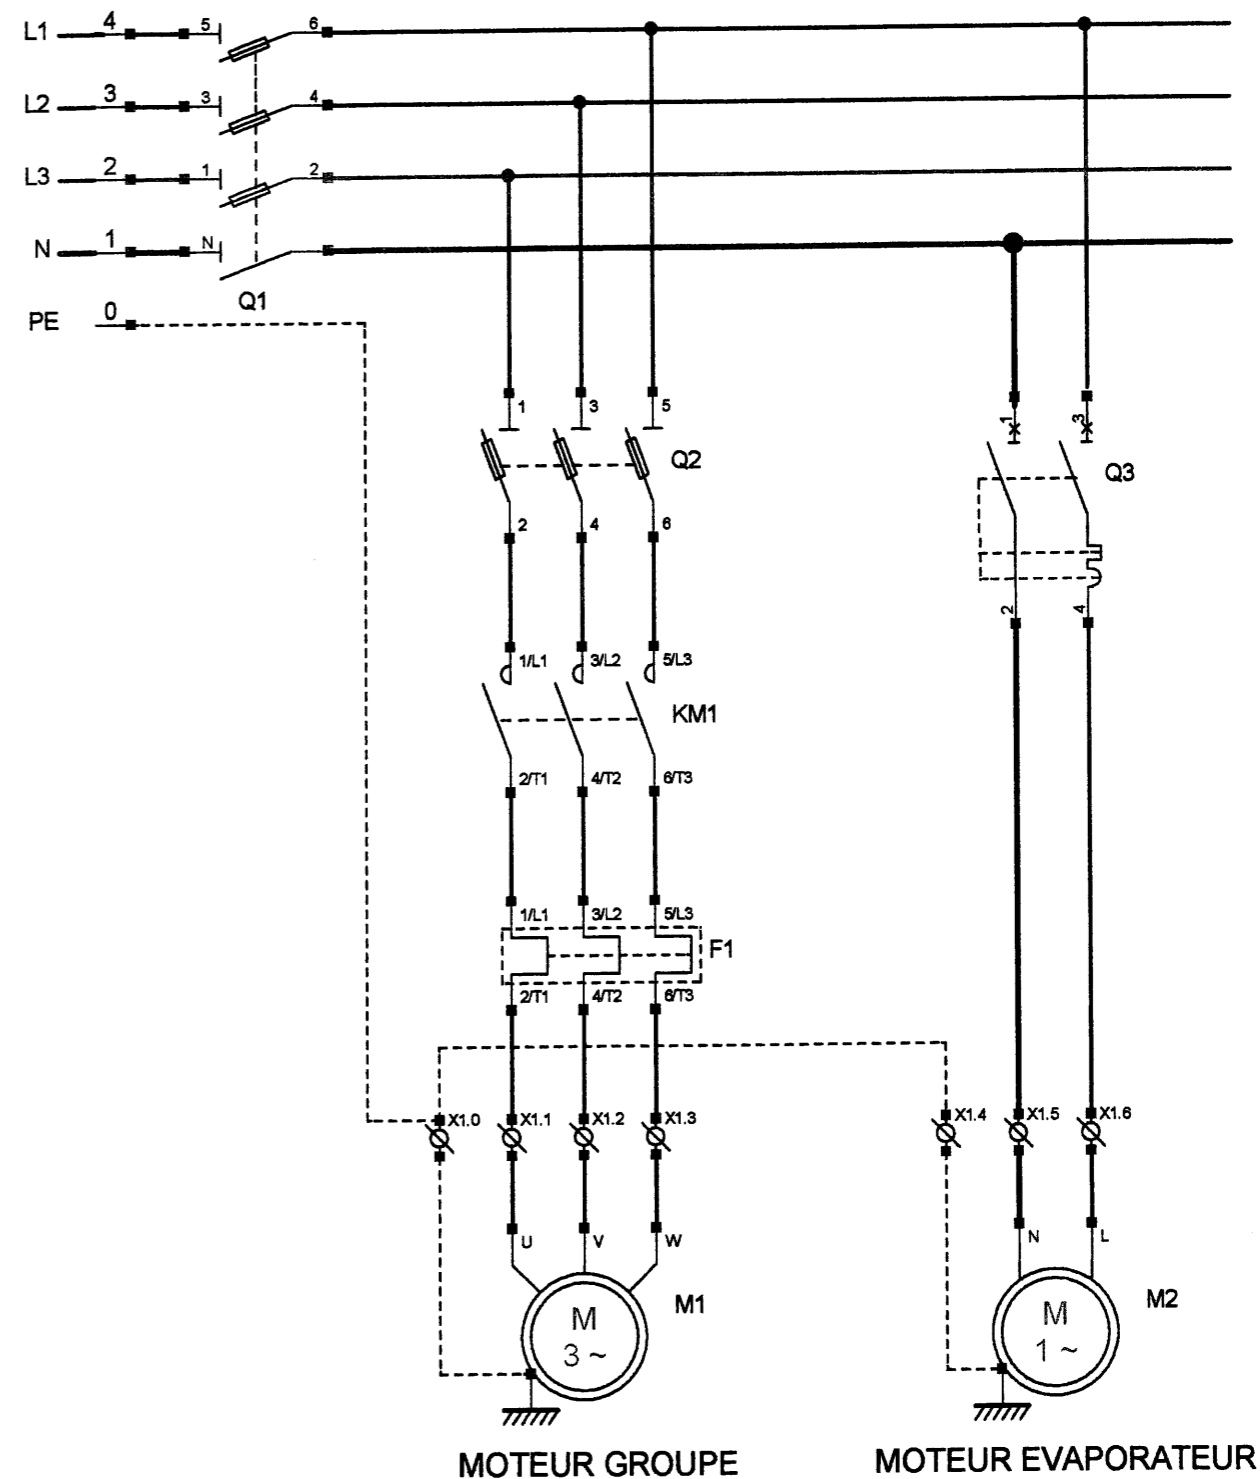 L1 4 5 6
L2 3 3 4
L3 2 1 2
N 1 N
Q1
PE 0
1 3 5 1 3
Q2 Q3
2 4 6 2 4
1/L1 3/L2 5/L3
KM1
2/T1 4/T2 6/T3
1/L1 3/L2 5/L3
F1
2/T1 4/T2 6/T3
X1.0 X1.1 X1.2 X1.3 X1.4 X1.5 X1.6
U V W N L
M1 M2
M M
3 ~ 1 ~
MOTEUR GROUPE MOTEUR EVAPORATEUR